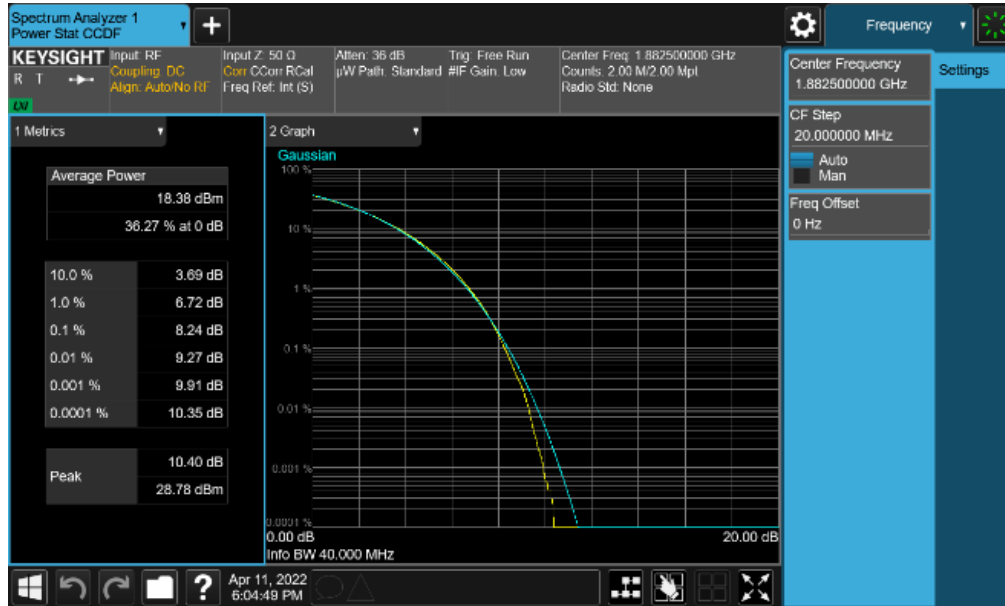 Spectrum Analyzer 1
Power Stat CCDF
Frequency
KEYSIGHT
R T
LXI
Input: RF
Coupling: DC
Align: Auto/No RF
Input Z: 50 Ω
Corr CCorr RCal
Freq Ref: Int (S)
Atten: 36 dB
µW Path: Standard
Trig: Free Run
#IF Gain: Low
Center Freq: 1.882500000 GHz
Counts: 2.00 M/2.00 Mpt
Radio Std: None
Center Frequency
1.882500000 GHz
Settings
CF Step
20.000000 MHz
Auto
Man
Freq Offset
0 Hz
1 Metrics
Average Power
18.38 dBm
36.27 % at 0 dB
10.0 % 3.69 dB
1.0 % 6.72 dB
0.1 % 8.24 dB
0.01 % 9.27 dB
0.001 % 9.91 dB
0.0001 % 10.35 dB
Peak
10.40 dB
28.78 dBm
2 Graph
Gaussian
100 %
10 %
1 %
0.1 %
0.01 %
0.001 %
0.0001 %
0.00 dB
20.00 dB
Info BW 40.000 MHz
?
Apr 11, 2022
6:04:49 PM